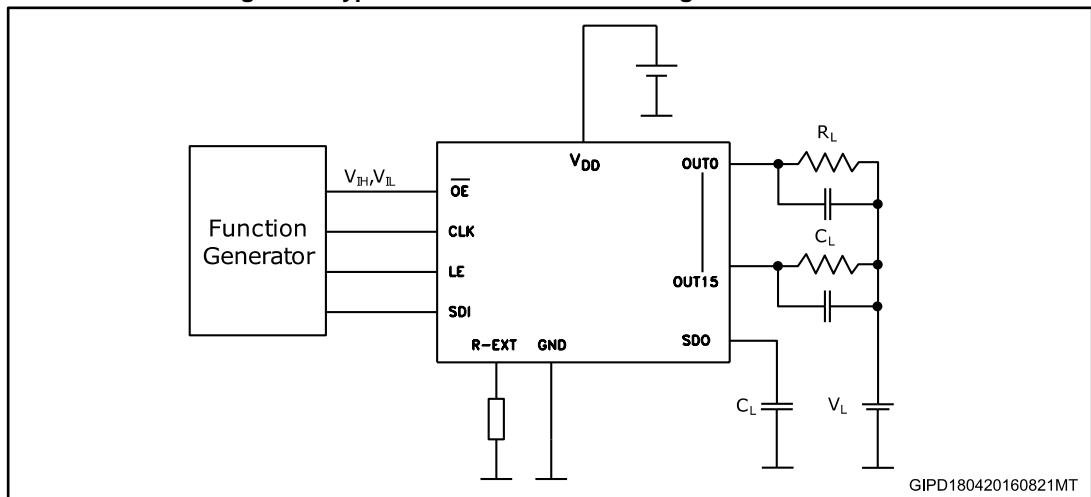 V_DD
OUT0
R_L
V_IH,V_IL
OE
Function
Generator
CLK
C_L
LE
OUT15
SDI
SDO
R-EXT GND
C_L
V_L
GIPD180420160821MT